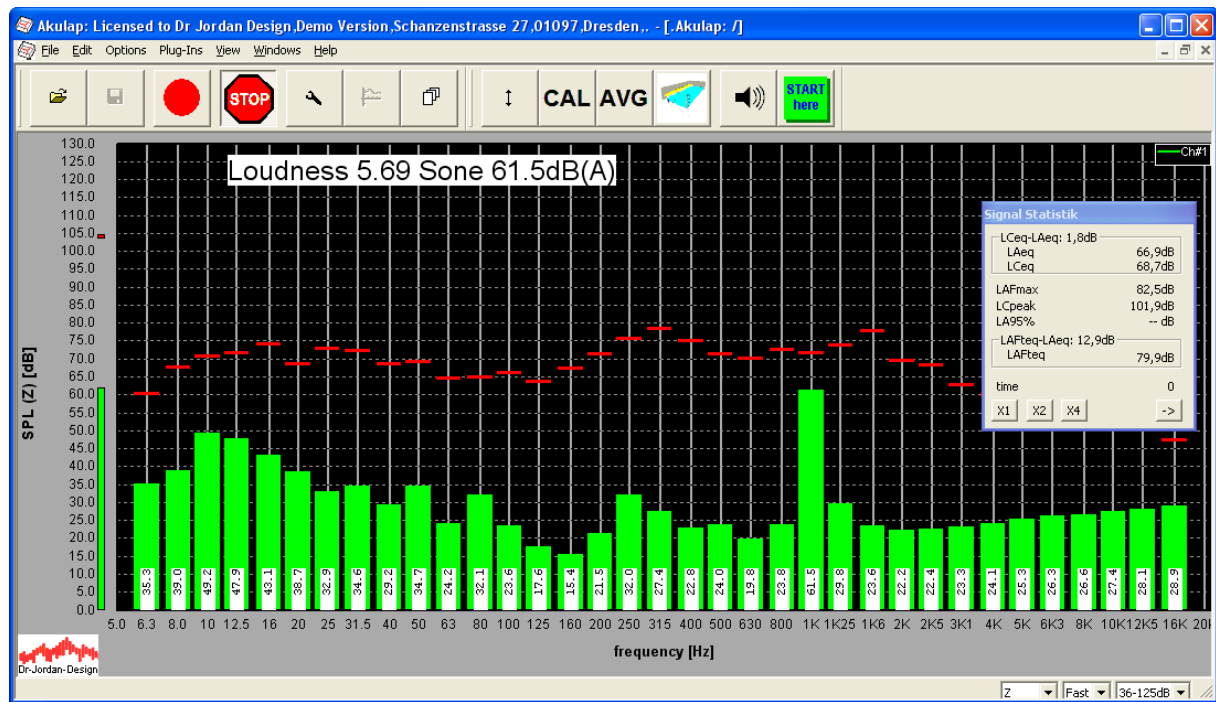 Akulap: Licensed to Dr Jordan Design,Demo Version,Schanzenstrasse 27,01097,Dresden,.. - [.Akulap: /]
File Edit Options Plug-Ins View Windows Help
STOP CAL AVG START here
Loudness 5.69 Sone 61.5dB(A)
Ch#1
130.0
125.0
120.0
115.0
110.0
105.0
100.0
95.0
90.0
85.0
80.0
75.0
70.0
65.0
60.0
55.0
50.0
45.0
40.0
35.0
30.0
25.0
20.0
15.0
10.0
5.0
0.0
SPL (Z) [dB]
Signal Statistik
LCeq-LAeq: 1,8dB
LAeq 66,9dB
LCeq 68,7dB
LAFmax 82,5dB
LCpeak 101,9dB
LA95% -- dB
LAFteq-LAeq: 12,9dB
LAFteq 79,9dB
time 0
X1 X2 X4 ->
35.3 39.0 49.2 47.9 43.1 38.7 32.9 34.6 29.2 34.7 24.2 32.1 23.6 17.6 15.4 21.5 32.0 27.4 22.8 24.0 19.8 23.8 61.5 29.8 23.6 22.2 22.4 23.3 24.1 25.3 26.3 26.6 27.4 28.1 28.9
5.0 6.3 8.0 10 12.5 16 20 25 31.5 40 50 63 80 100 125 160 200 250 315 400 500 630 800 1K 1K25 1K6 2K 2K5 3K1 4K 5K 6K3 8K 10K 12K5 16K 20
frequency [Hz]
Dr-Jordan-Design
Z Fast 36-125dB